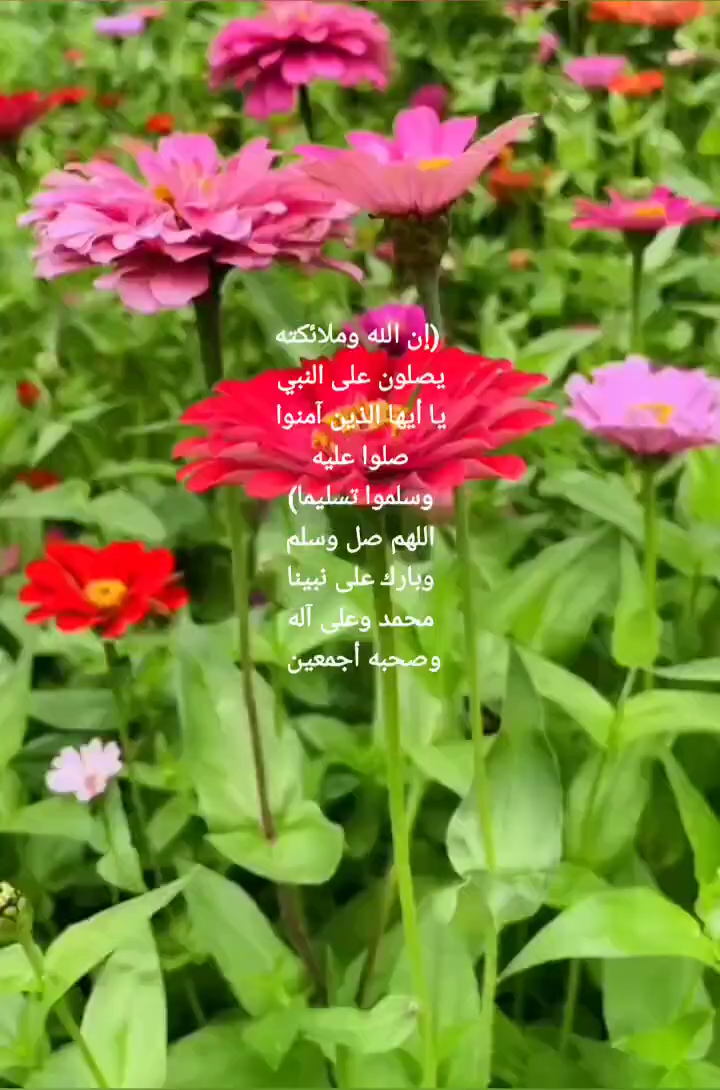 (إن الله وملائكته
يصلون على النبي
يا أيها الذين آمنوا
صلوا عليه
وسلموا تسليما)
اللهم صل وسلم
وبارك على نبينا
محمد وعلى آله
وصحبه أجمعين